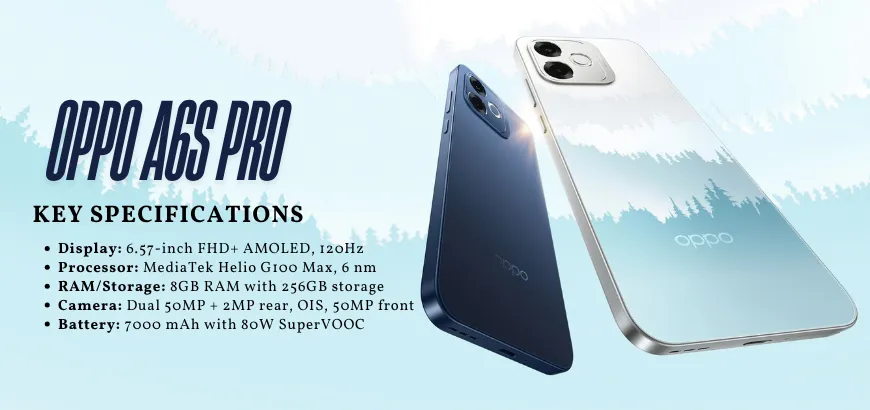 OPPO A6S PRO
KEY SPECIFICATIONS
• Display: 6.57-inch FHD+ AMOLED, 120Hz
• Processor: MediaTek Helio G100 Max, 6 nm
• RAM/Storage: 8GB RAM with 256GB storage
• Camera: Dual 50MP + 2MP rear, OIS, 50MP front
• Battery: 7000 mAh with 80W SuperVOOC
oppo
oppo